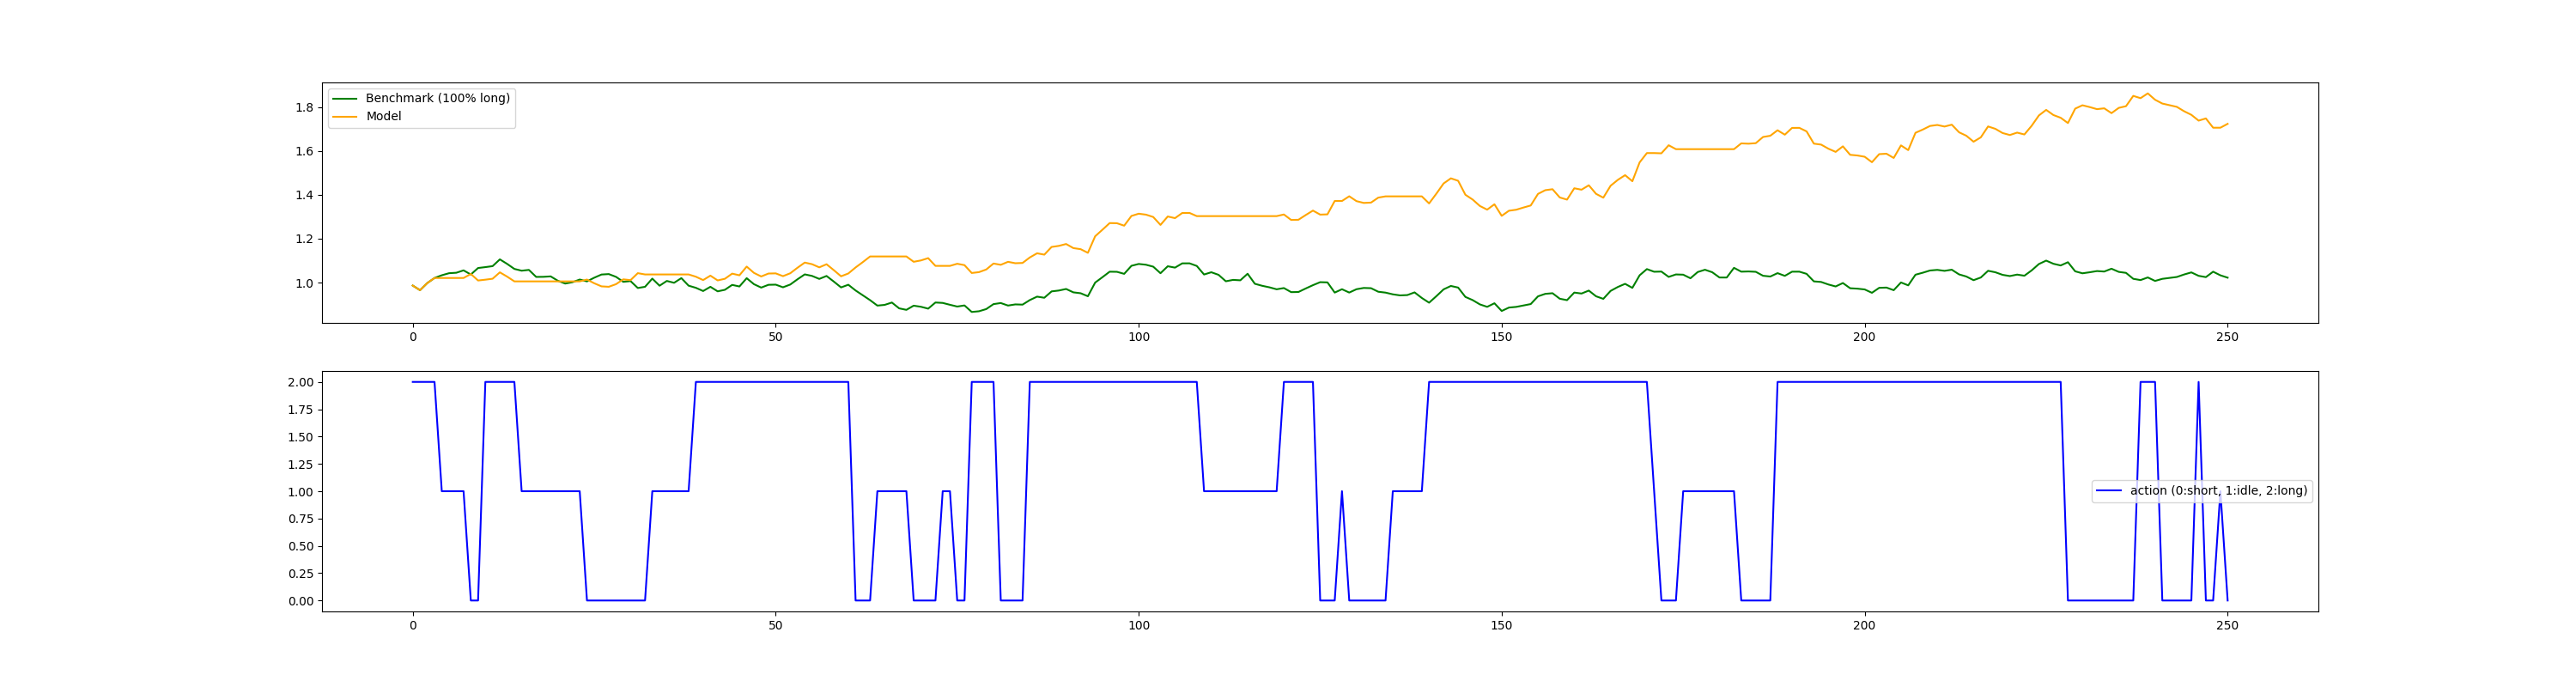 Benchmark (100% long)
Model
1.8
1.6
1.4
1.2
1.0
0 50 100 150 200 250
2.00
1.75
1.50
1.25
1.00
0.75
0.50
0.25
0.00
action (0:short, 1:idle, 2:long)
0 50 100 150 200 250